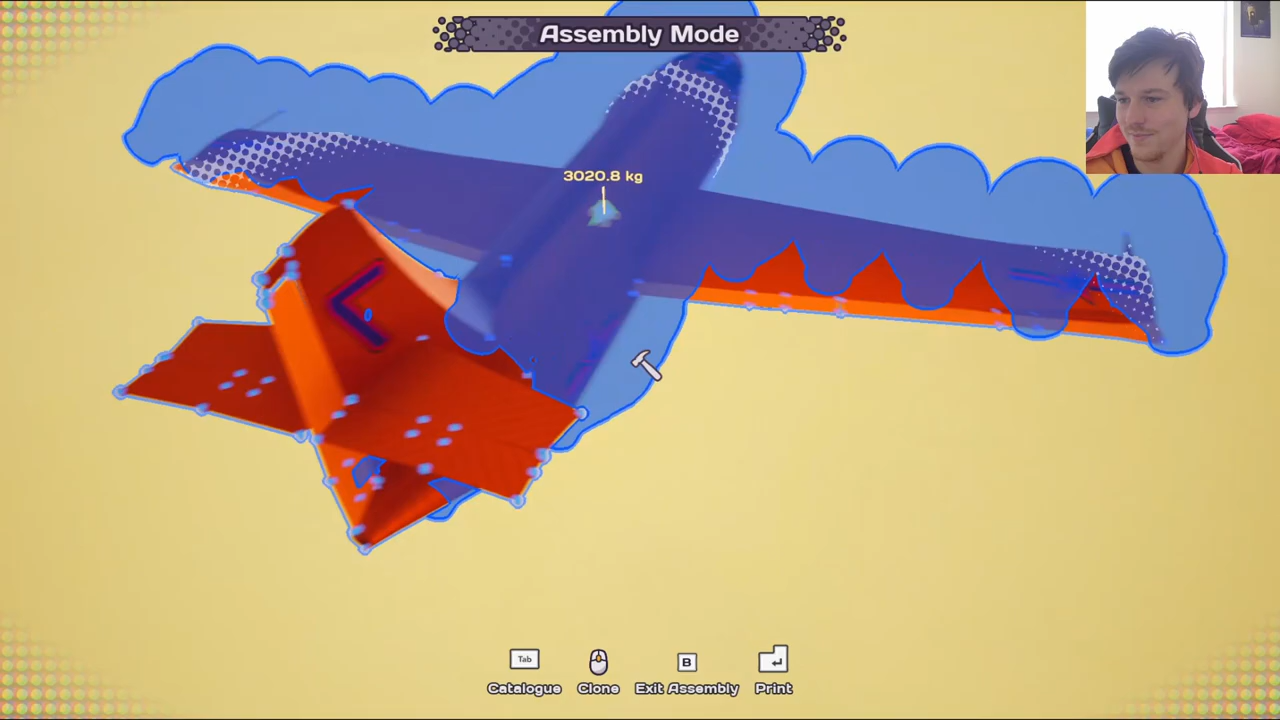 Assembly Mode
3020.8 kg
Tab
B
Catalogue
Clone
Exit Assembly
Print